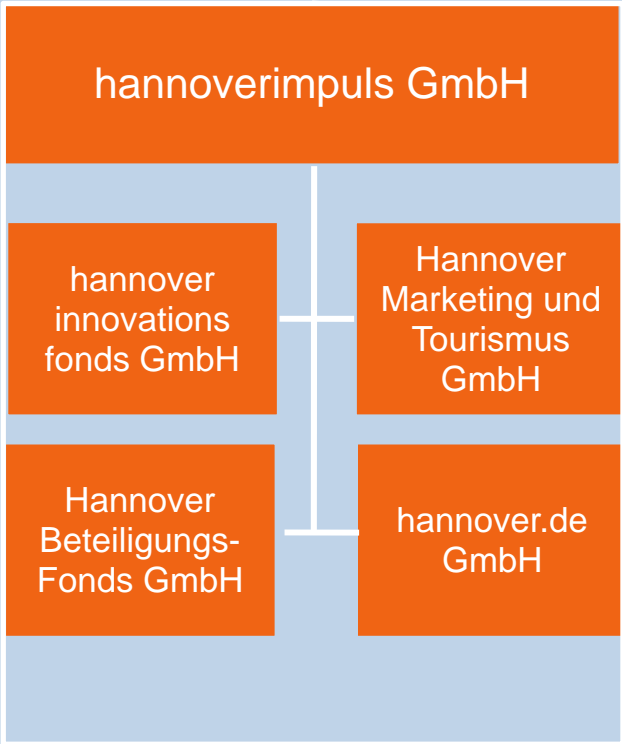 hannoverimpuls GmbH
hannover
innovations
fonds GmbH
Hannover
Marketing und
Tourismus
GmbH
Hannover
Beteiligungs-
Fonds GmbH
hannover.de
GmbH